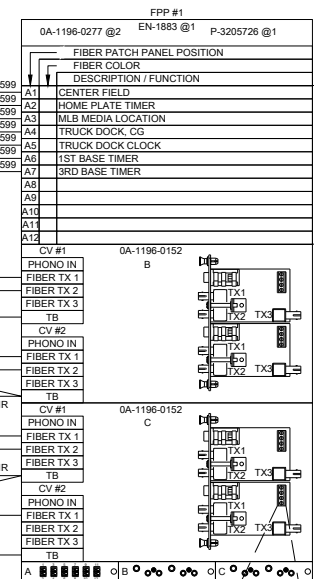 FPP #1
0A-1196-0277 @2 EN-1883 @1 P-3205726 @1
FIBER PATCH PANEL POSITION
FIBER COLOR
DESCRIPTION / FUNCTION
599 A1 CENTER FIELD
599 A2 HOME PLATE TIMER
599 A3 MLB MEDIA LOCATION
599 A4 TRUCK DOCK, CG
599 A5 TRUCK DOCK CLOCK
599 A6 1ST BASE TIMER
599 A7 3RD BASE TIMER
A8
A9
A10
A11
A12
CV #1 0A-1196-0152
PHONO IN B
FIBER TX 1
FIBER TX 2 TX1
FIBER TX 3 TX2 TX3
TB
CV #2
PHONO IN
FIBER TX 1 TX1
FIBER TX 2 TX2 TX3
FIBER TX 3
TB
IR
CV #1 0A-1196-0152
PHONO IN C
FIBER TX 1
FIBER TX 2 TX1
FIBER TX 3
IR TB TX2 TX3
CV #2
PHONO IN
FIBER TX 1 TX1
FIBER TX 2 TX2 TX3
FIBER TX 3
TB
A B C